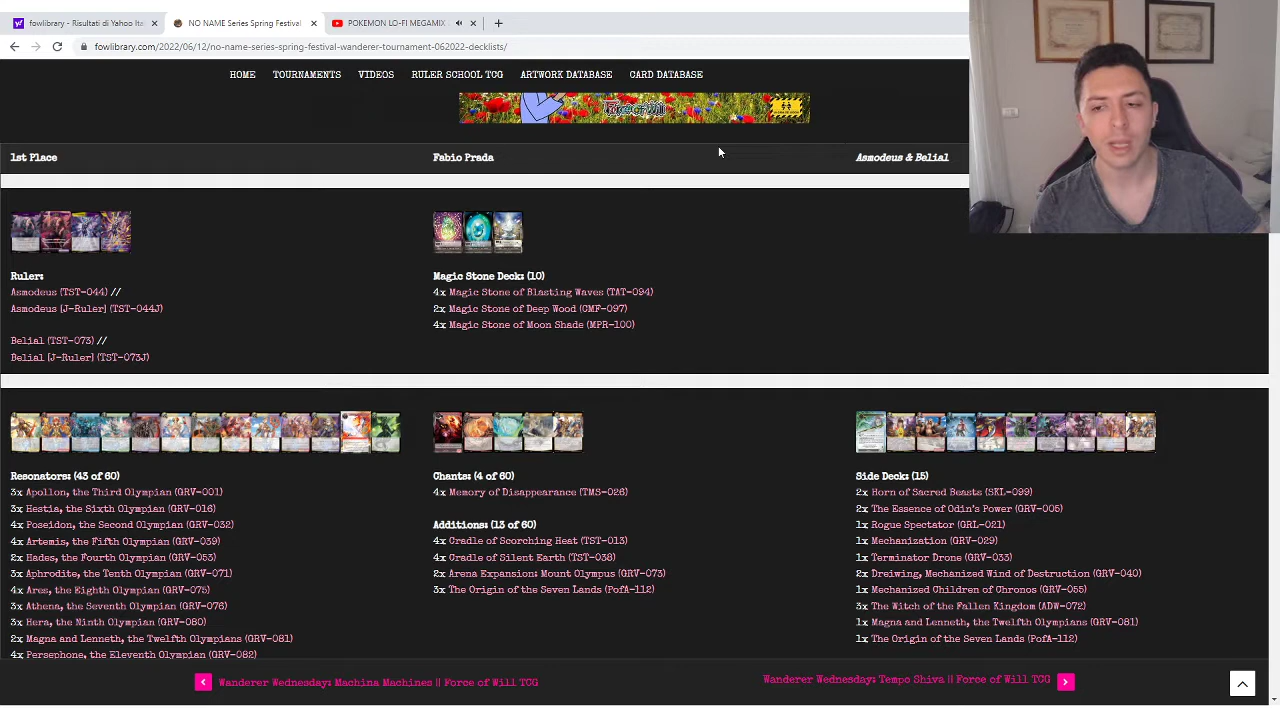 fowlibrary - Risultati di Yahoo Ita
NO NAME Series Spring Festival
POKEMON LO-FI MEGAMIX
fowlibrary.com/2022/06/12/no-name-series-spring-festival-wanderer-tournament-062022-decklists/
HOME TOURNAMENTS VIDEOS RULER SCHOOL TCG ARTWORK DATABASE CARD DATABASE
Force of Will
1st Place Fabio Prada Asmodeus & Belial
Ruler:
Asmodeus (TST-044) //
Asmodeus [J-Ruler] (TST-044J)
Belial (TST-073) //
Belial [J-Ruler] (TST-073J)
Magic Stone Deck: (10)
4x Magic Stone of Blasting Waves (TAT-094)
2x Magic Stone of Deep Wood (CMF-097)
4x Magic Stone of Moon Shade (MPR-100)
Resonators: (43 of 60)
3x Apollon, the Third Olympian (GRV-001)
3x Hestia, the Sixth Olympian (GRV-016)
4x Poseidon, the Second Olympian (GRV-032)
4x Artemis, the Fifth Olympian (GRV-039)
2x Hades, the Fourth Olympian (GRV-053)
3x Aphrodite, the Tenth Olympian (GRV-071)
4x Ares, the Eighth Olympian (GRV-075)
3x Athena, the Seventh Olympian (GRV-076)
3x Hera, the Ninth Olympian (GRV-080)
2x Magna and Lenneth, the Twelfth Olympians (GRV-081)
4x Persephone, the Eleventh Olympian (GRV-082)
Chants: (4 of 60)
4x Memory of Disappearance (TMS-026)
Additions: (13 of 60)
4x Cradle of Scorching Heat (TST-013)
4x Cradle of Silent Earth (TST-038)
2x Arena Expansion: Mount Olympus (GRV-073)
3x The Origin of the Seven Lands (PofA-112)
Side Deck: (15)
2x Horn of Sacred Beasts (SKL-099)
2x The Essence of Odin's Power (GRV-005)
1x Rogue Spectator (GRL-021)
1x Mechanization (GRV-029)
1x Terminator Drone (GRV-033)
2x Dreiwing, Mechanized Wind of Destruction (GRV-040)
1x Mechanized Children of Chronos (GRV-055)
3x The Witch of the Fallen Kingdom (ADW-072)
1x Magna and Lenneth, the Twelfth Olympians (GRV-081)
1x The Origin of the Seven Lands (PofA-112)
Wanderer Wednesday: Machina Machines || Force of Will TCG
Wanderer Wednesday: Tempo Shiva || Force of Will TCG